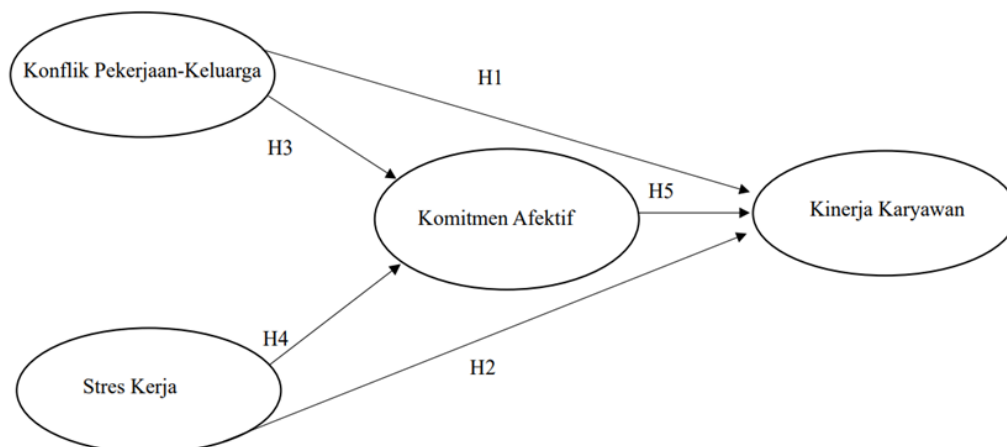 Konflik Pekerjaan-Keluarga
H1
H3
Komitmen Afektif
H5
Kinerja Karyawan
H4
H2
Stres Kerja